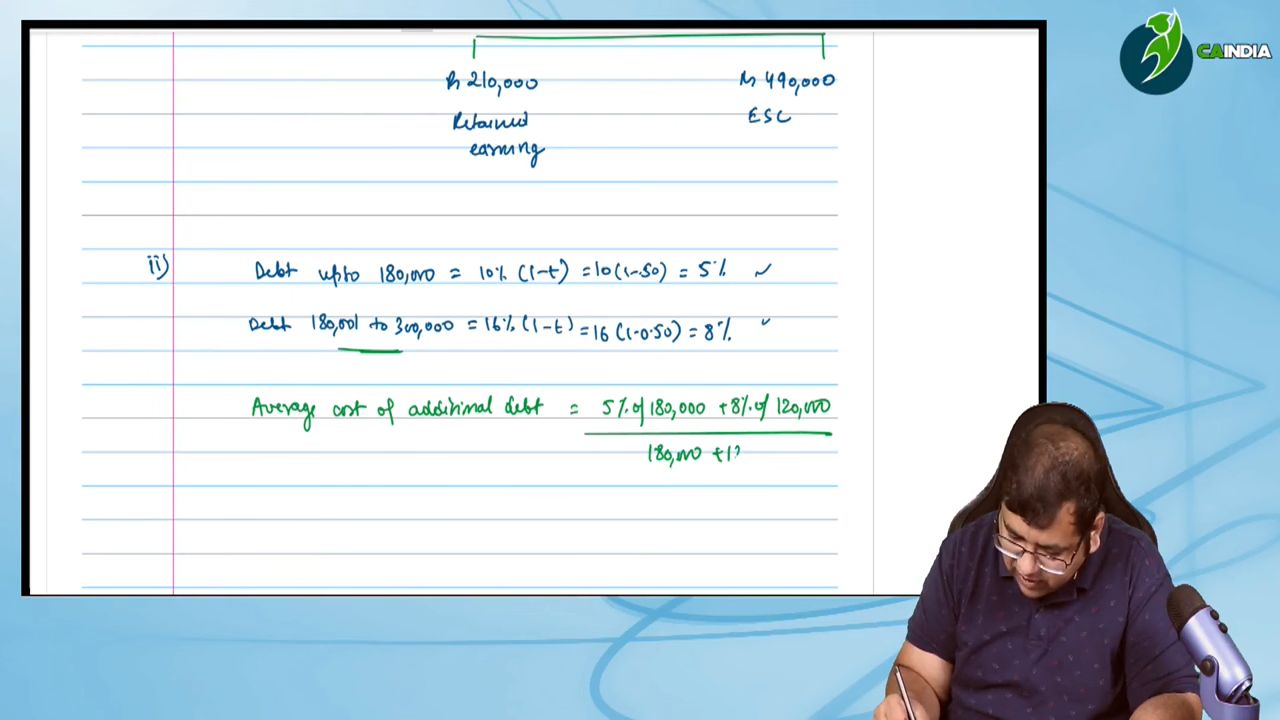 CAINDIA
Rs 210,000 Rs 490,000
Retained ESC
earning
ii) Debt upto 180,000 = 10% (1-t) = 10(1-50) = 5% ✓
Debt 180,001 to 300,000 = 16% (1-t) = 16 (1-0.50) = 8% ✓
Average cost of additional debt = 5% of 180,000 + 8% of 120,000
180,000 + 1